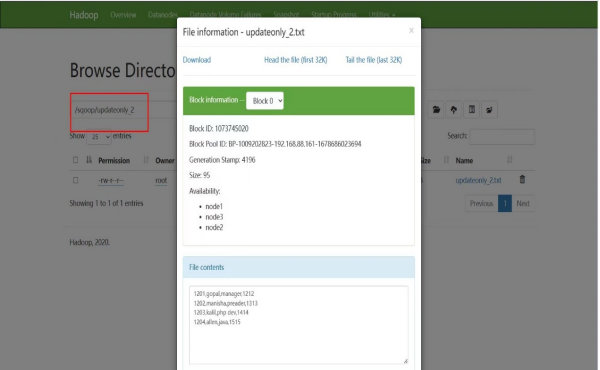 Hadoop Overview Datanodes Datanode Volume Failures Snapshot Startup Progress Utilities
File information - updateonly_2.txt
×
Download Head the file (first 32K) Tail the file (last 32K)
Browse Directo
Block information -- Block 0
/sqoop/updateonly_2
Block ID: 1073745020
Block Pool ID: BP-1009202823-192.168.88.161-1678686023694
Generation Stamp: 4196
Size: 95
Availability:
node1
node3
node2
Show 25 entries
Search:
Permission Owner Size Name
-rw-r--r-- root updateonly_2.txt
Showing 1 to 1 of 1 entries
Previous 1 Next
Hadoop, 2020.
File contents
1201,gopal,manager,1212
1202,manisha,preader,1313
1203,kalil,php dev,1414
1204,allen,java,1515